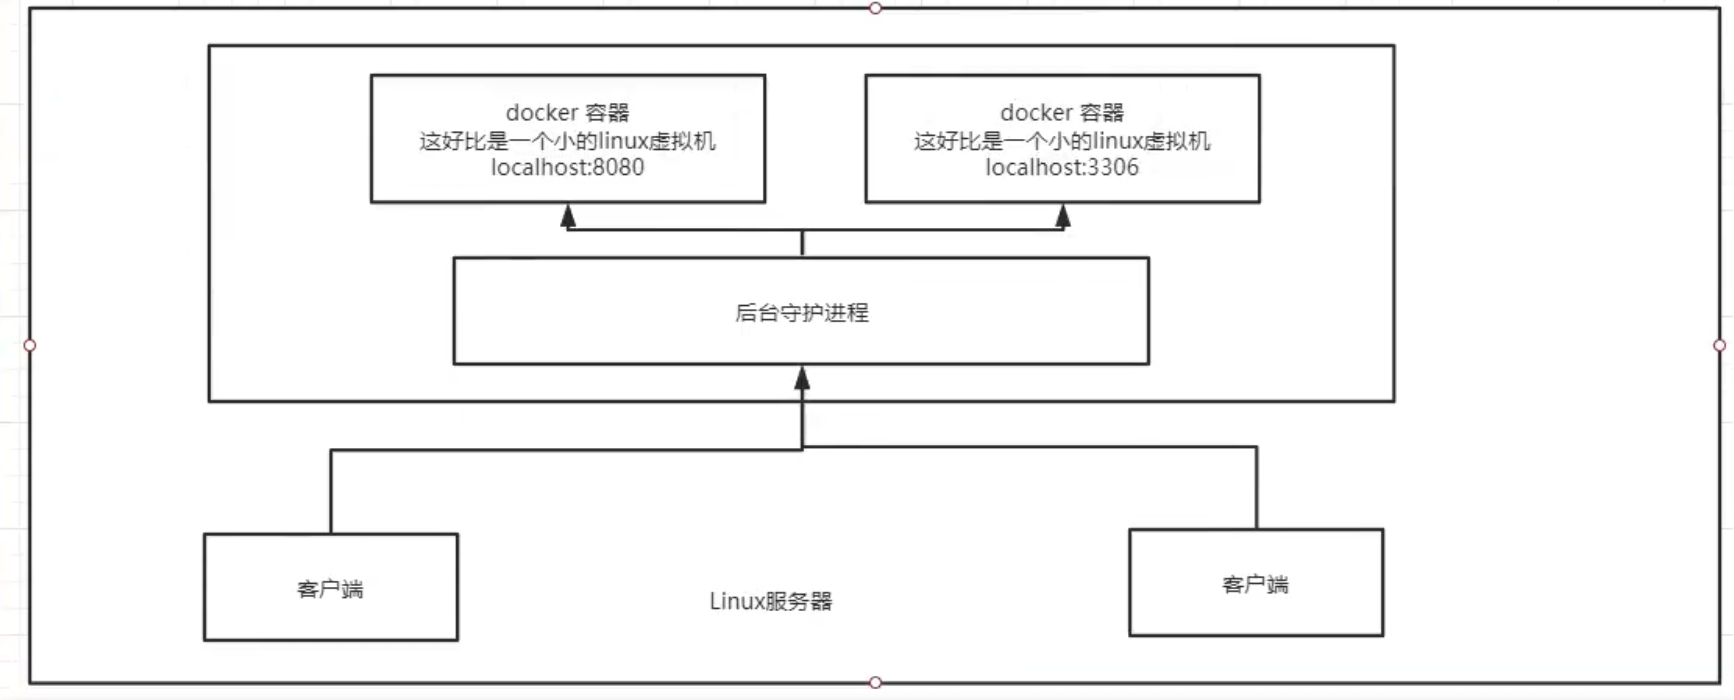 docker 容器
这好比是一个小的linux虚拟机
localhost:8080
docker 容器
这好比是一个小的linux虚拟机
localhost:3306
后台守护进程
客户端
Linux服务器
客户端